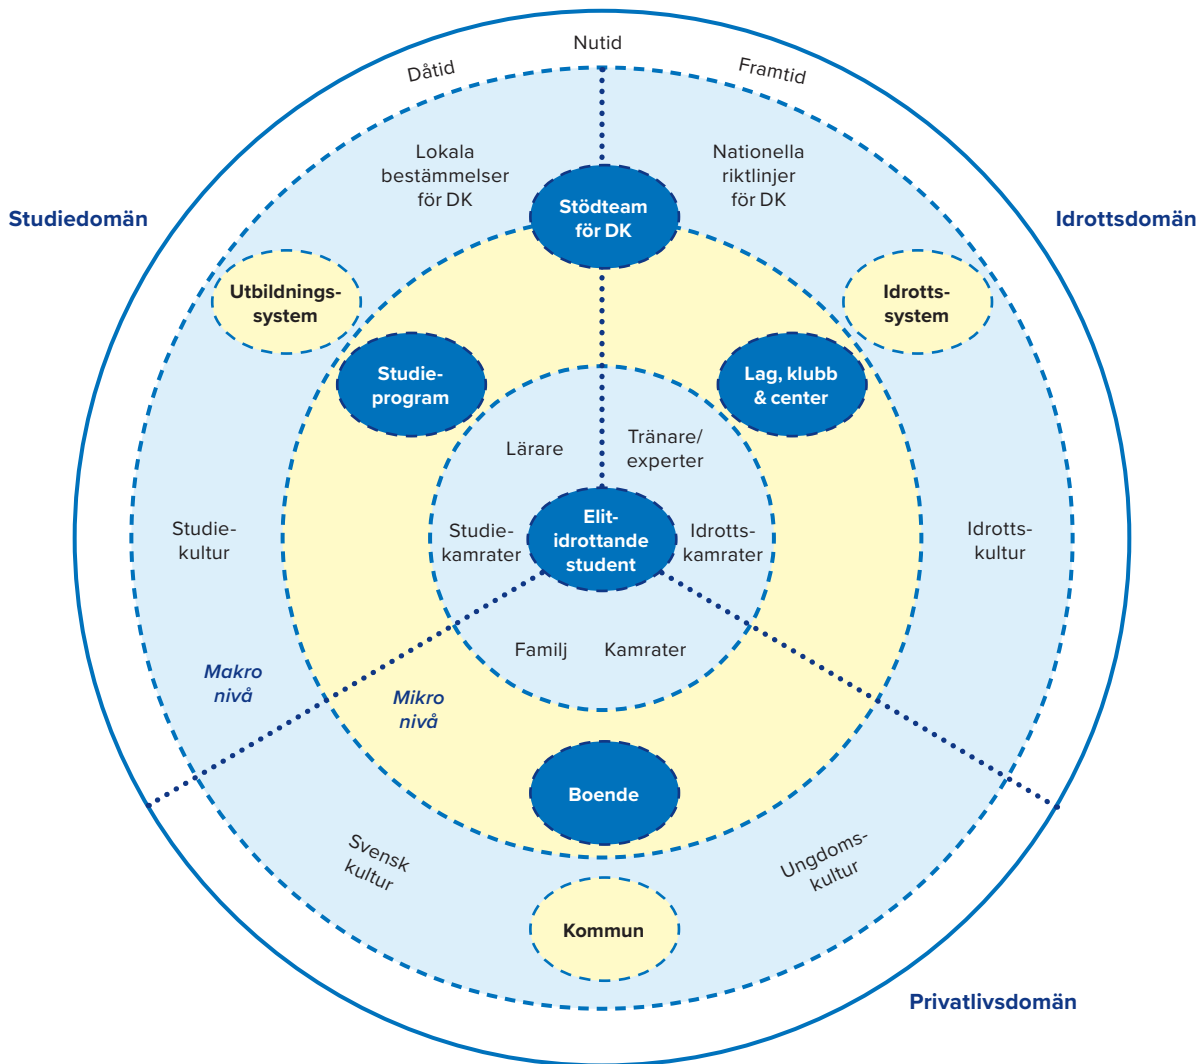 Nutid
Dåtid
Framtid
Lokala
bestämmelser
för DK
Nationella
riktlinjer
för DK
Stödteam
för DK
Studiedomän
Idrottsdomän
Utbildnings-
system
Idrotts-
system
Studie-
program
Lag, klubb
& center
Lärare
Tränare/
experter
Studie-
kultur
Studie-
kamrater
Elit-
idrottande
student
Idrotts-
kamrater
Idrotts-
kultur
Familj
Kamrater
Makro
nivå
Mikro
nivå
Boende
Svensk
kultur
Ungdoms-
kultur
Kommun
Privatlivsdomän